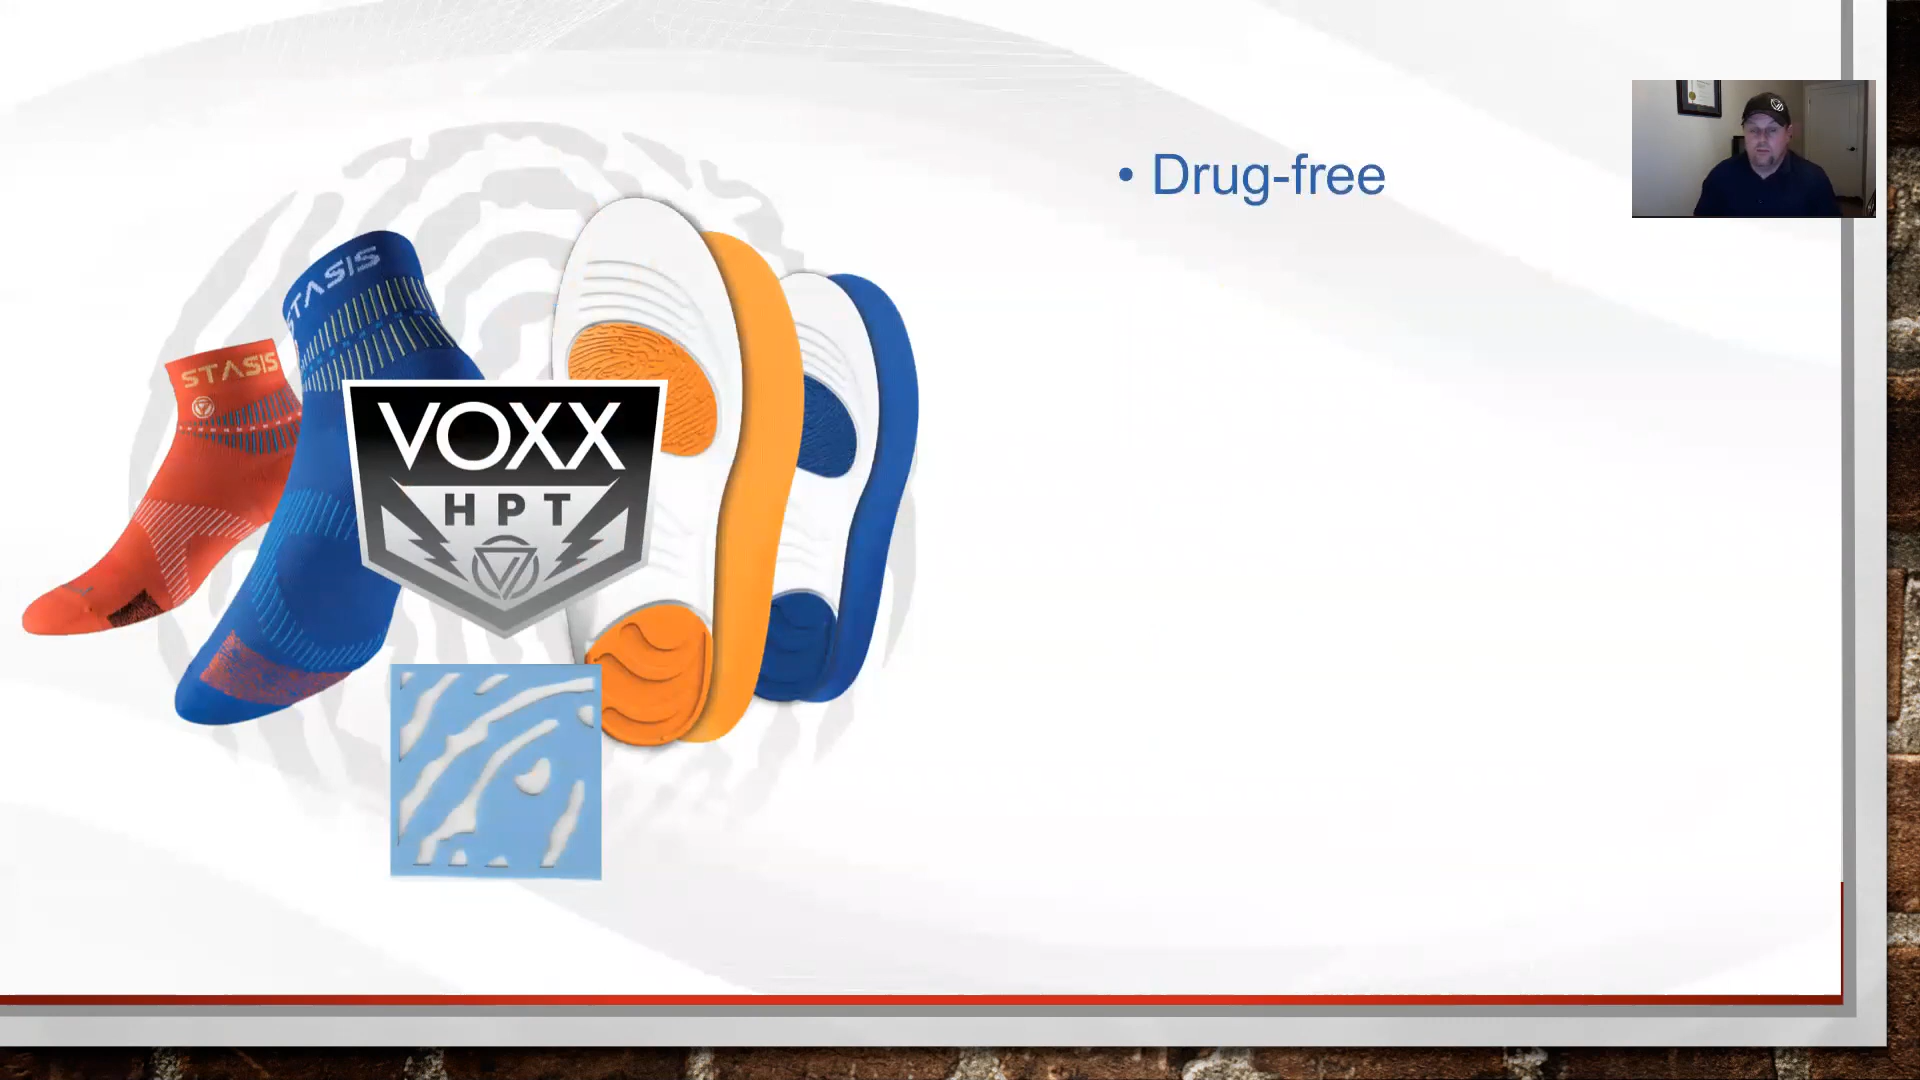 • Drug-free
STASIS
STASIS
VOXX
HPT